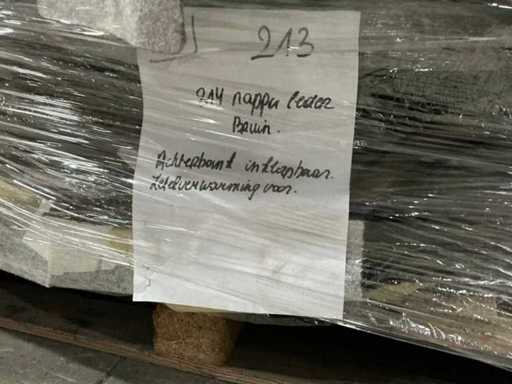 213
214 nappa leder
Bruin.
Achterbank inklapbaar.
Zetelverwarming voor.